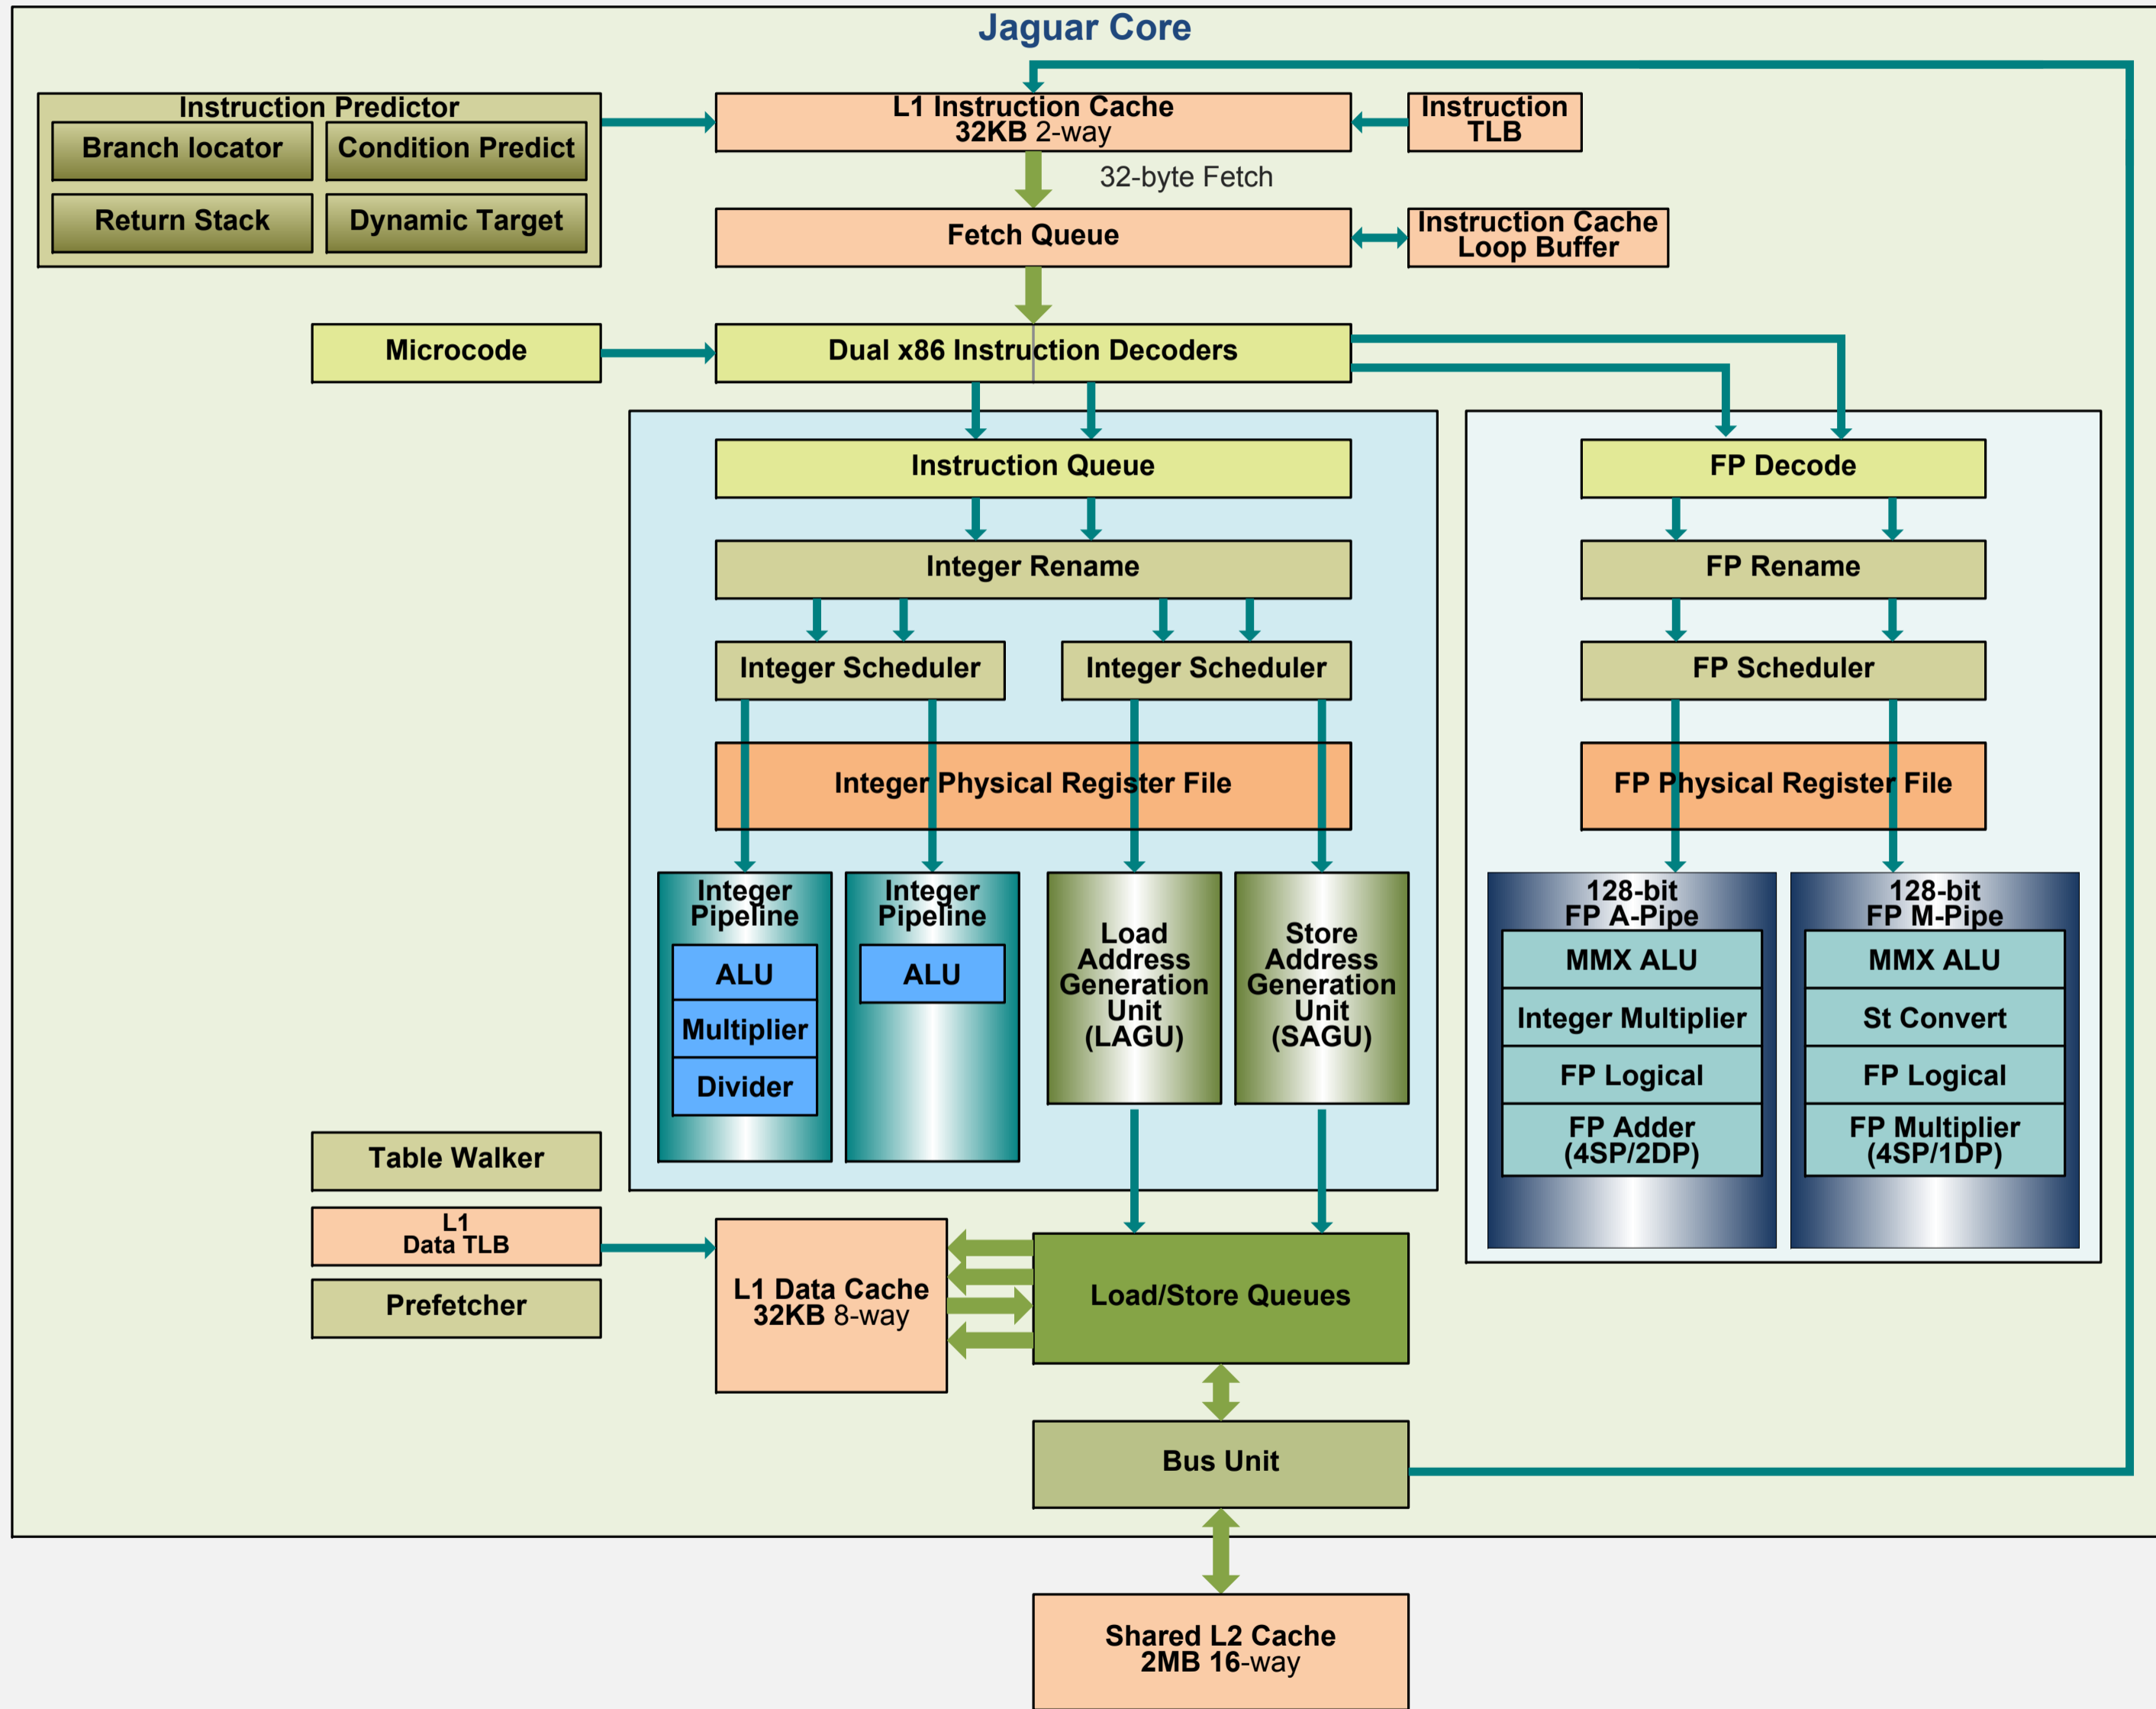 Jaguar Core
Instruction Predictor
Branch locator
Condition Predict
Return Stack
Dynamic Target
L1 Instruction Cache
32KB 2-way
Instruction
TLB
32-byte Fetch
Fetch Queue
Instruction Cache
Loop Buffer
Microcode
Dual x86 Instruction Decoders
Instruction Queue
FP Decode
Integer Rename
FP Rename
Integer Scheduler
Integer Scheduler
FP Scheduler
Integer Physical Register File
FP Physical Register File
Integer
Pipeline
ALU
Multiplier
Divider
Integer
Pipeline
ALU
Load
Address
Generation
Unit
(LAGU)
Store
Address
Generation
Unit
(SAGU)
128-bit
FP A-Pipe
MMX ALU
Integer Multiplier
FP Logical
FP Adder
(4SP/2DP)
128-bit
FP M-Pipe
MMX ALU
St Convert
FP Logical
FP Multiplier
(4SP/1DP)
Table Walker
L1
Data TLB
Prefetcher
L1 Data Cache
32KB 8-way
Load/Store Queues
Bus Unit
Shared L2 Cache
2MB 16-way